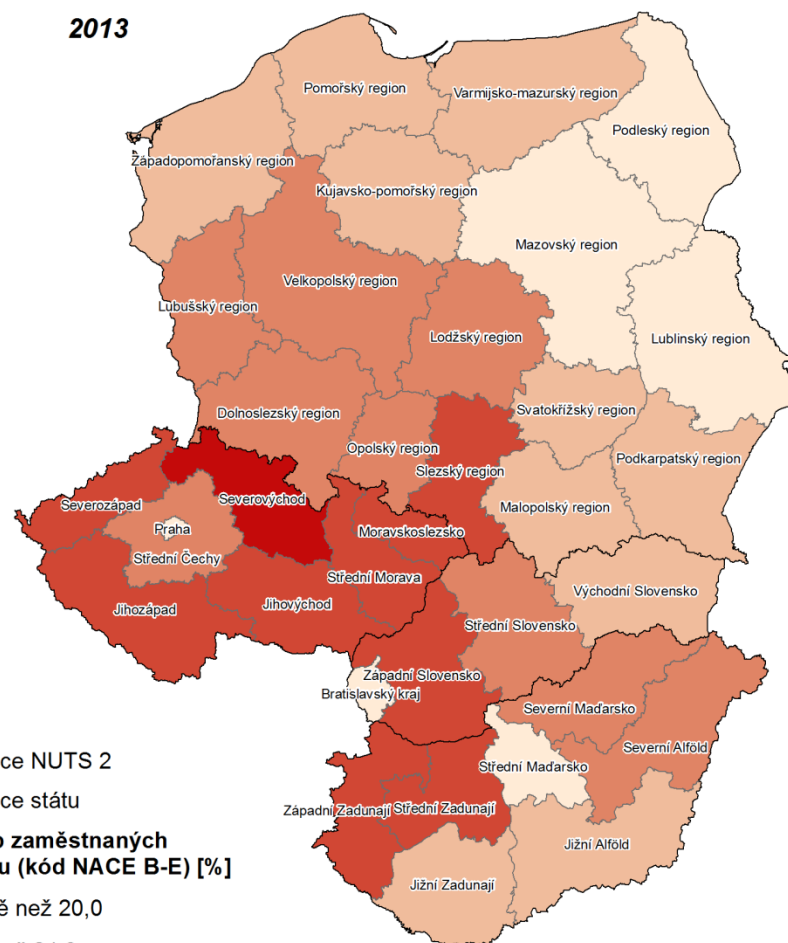 2013
Pomořský region
Varmijsko-mazurský region
Podleský region
Západopomořanský region
Kujavsko-pomořský region
Mazovský region
Velkopolský region
Lubušský region
Lodžský region
Lublinský region
Dolnoslezský region
Svatokřížský region
Opolský region
Podkarpatský region
Slezský region
Severozápad
Severovýchod
Malopolský region
Praha
Moravskoslezsko
Střední Čechy
Střední Morava
Východní Slovensko
Jihozápad
Jihovýchod
Střední Slovensko
Západní Slovensko
Bratislavský kraj
Severní Maďarsko
Severní Alföld
ce NUTS 2
Střední Maďarsko
ce státu
Západní Zadunají
Střední Zadunají
o zaměstnaných
Jižní Alföld
u (kód NACE B-E) [%]
Jižní Zadunají
ě než 20,0